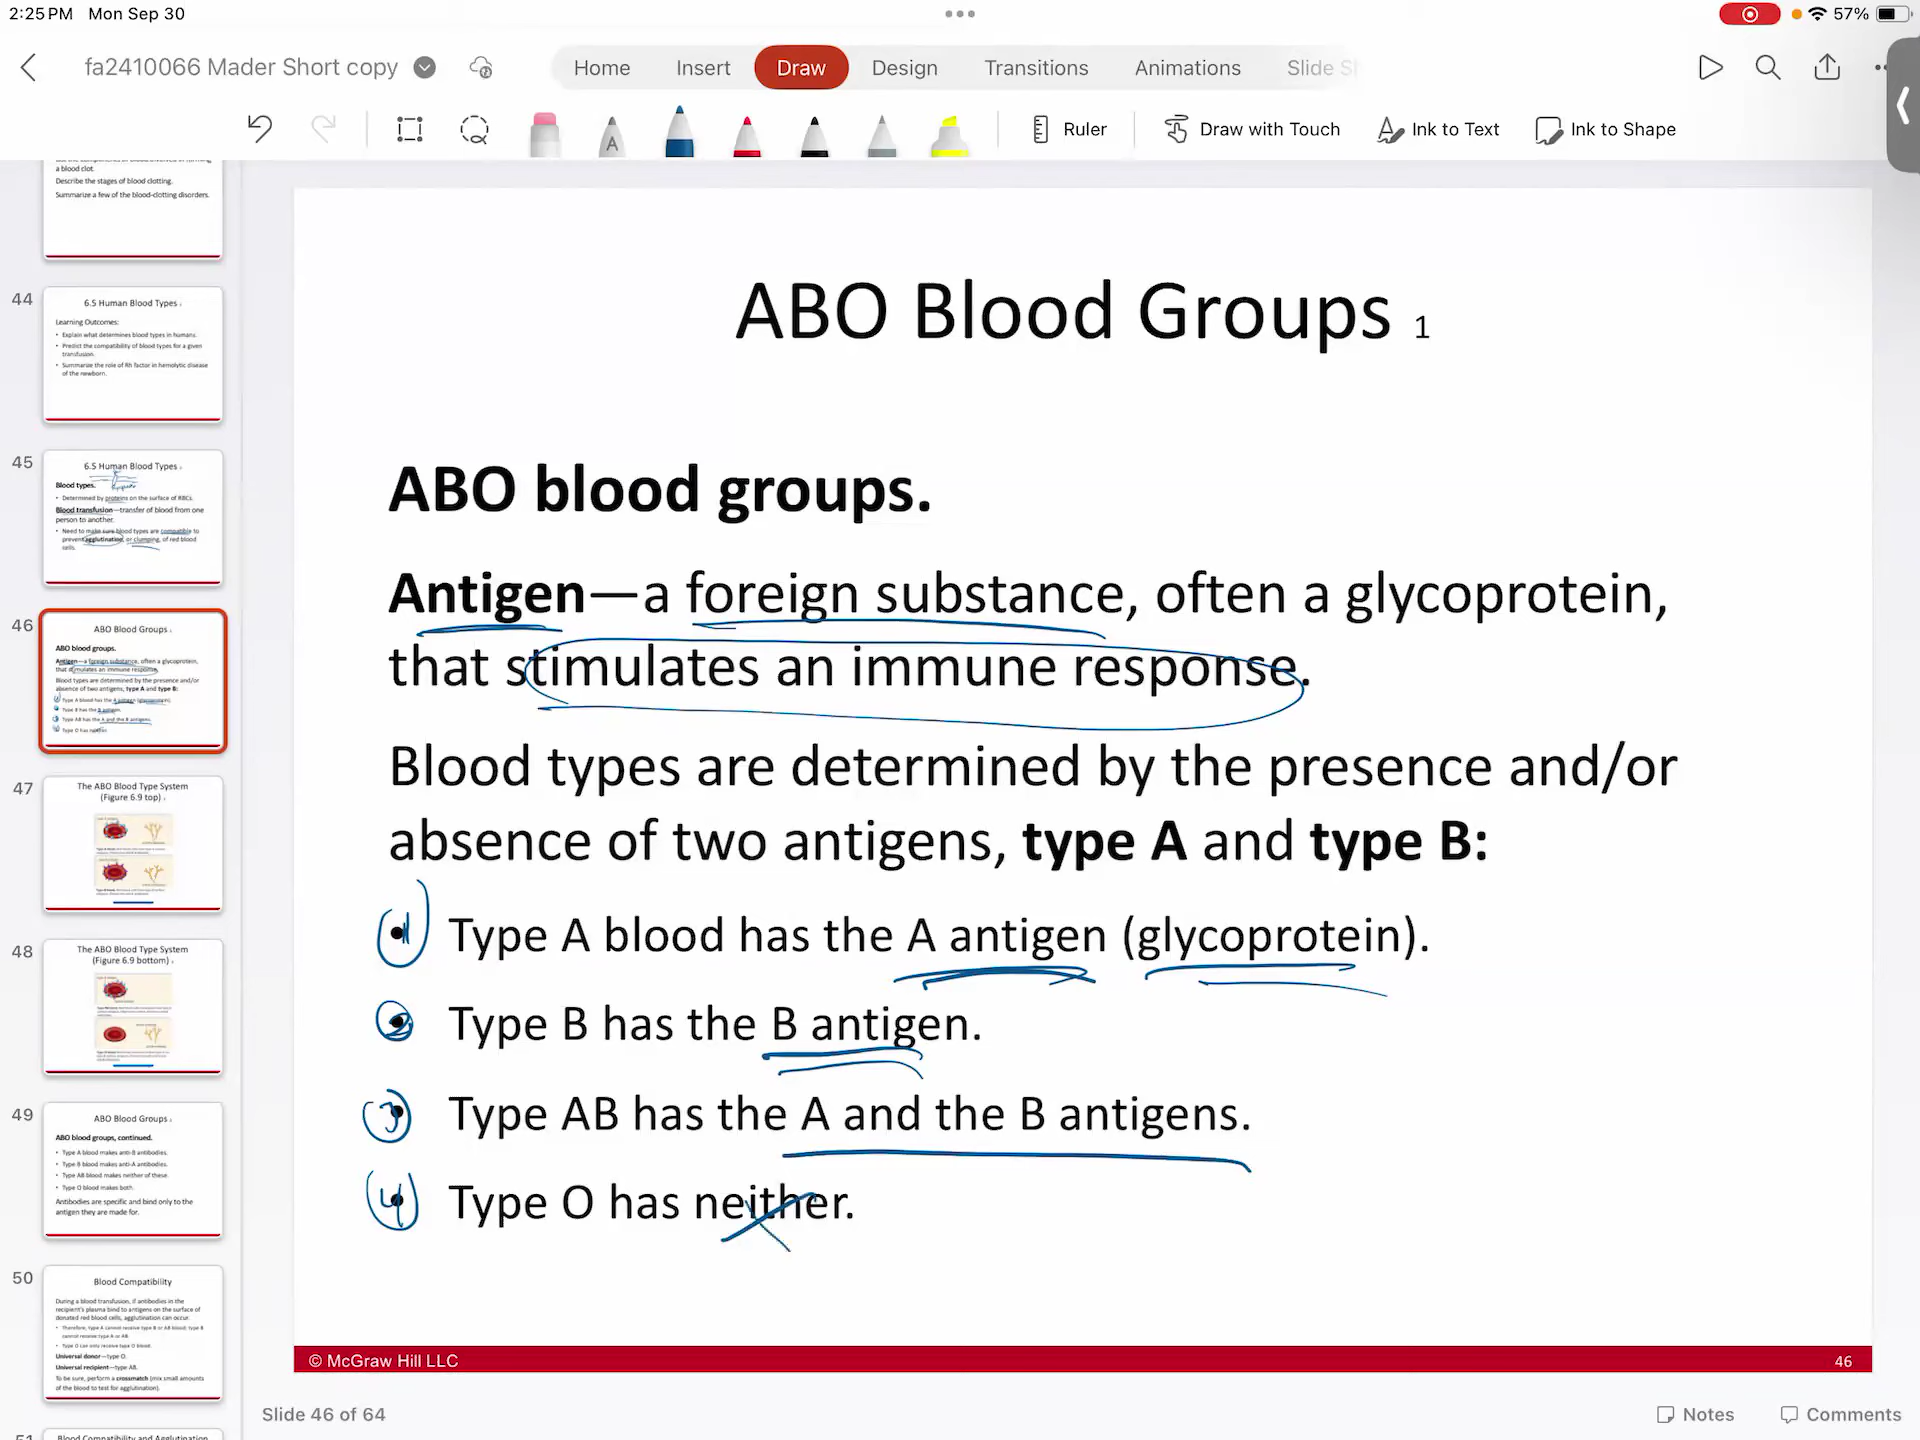 2:25 PM Mon Sep 30
57%
fa2410066 Mader Short copy
Home Insert Draw Design Transitions Animations Slide Sh
Ruler Draw with Touch Ink to Text Ink to Shape
a blood clot.
Describe the stages of blood clotting.
Summarize a few of the blood-clotting disorders.
44
6.5 Human Blood Types
Learning Outcomes:
• Explain what determines blood types in humans.
• Predict the compatibility of blood types for a given
transfusion.
• Summarize the role of Rh factor in hemolytic disease
of the newborn.
45
6.5 Human Blood Types
Blood types.
• Determined by proteins on the surface of RBCs.
Blood transfusion—transfer of blood from one
person to another.
• Need to make sure blood types are compatible to
prevent agglutination, or clumping, of red blood
cells.
46
ABO Blood Groups
ABO blood groups.
Antigen—a foreign substance, often a glycoprotein,
that stimulates an immune response.
Blood types are determined by the presence and/or
absence of two antigens, type A and type B:
Type A blood has the A antigen (glycoprotein).
Type B has the B antigen.
Type AB has the A and the B antigens.
Type O has neither.
47
The ABO Blood Type System
(Figure 6.9 top)
48
The ABO Blood Type System
(Figure 6.9 bottom)
49
ABO Blood Groups
ABO blood groups, continued.
• Type A blood makes anti-B antibodies.
• Type B blood makes anti-A antibodies.
• Type AB blood makes neither of these.
• Type O blood makes both.
Antibodies are specific and bind only to the
antigen they are made for.
50
Blood Compatibility
During a blood transfusion, if antibodies in the
recipient's plasma bind to antigens on the surface of
donated red blood cells, agglutination can occur.
• Therefore, type A cannot receive type B or AB blood; type B
cannot receive type A or AB.
• Type O can only receive type O blood.
Universal donor—type O.
Universal recipient—type AB.
To be sure, perform a crossmatch (mix small amounts
of the blood to test for agglutination).
51
Blood Compatibility and Agglutination
ABO Blood Groups 1
ABO blood groups.
Antigen—a foreign substance, often a glycoprotein,
that stimulates an immune response.
Blood types are determined by the presence and/or
absence of two antigens, type A and type B:
1 • Type A blood has the A antigen (glycoprotein).
2 • Type B has the B antigen.
3 • Type AB has the A and the B antigens.
4 • Type O has neither.
© McGraw Hill LLC
46
Slide 46 of 64
Notes Comments